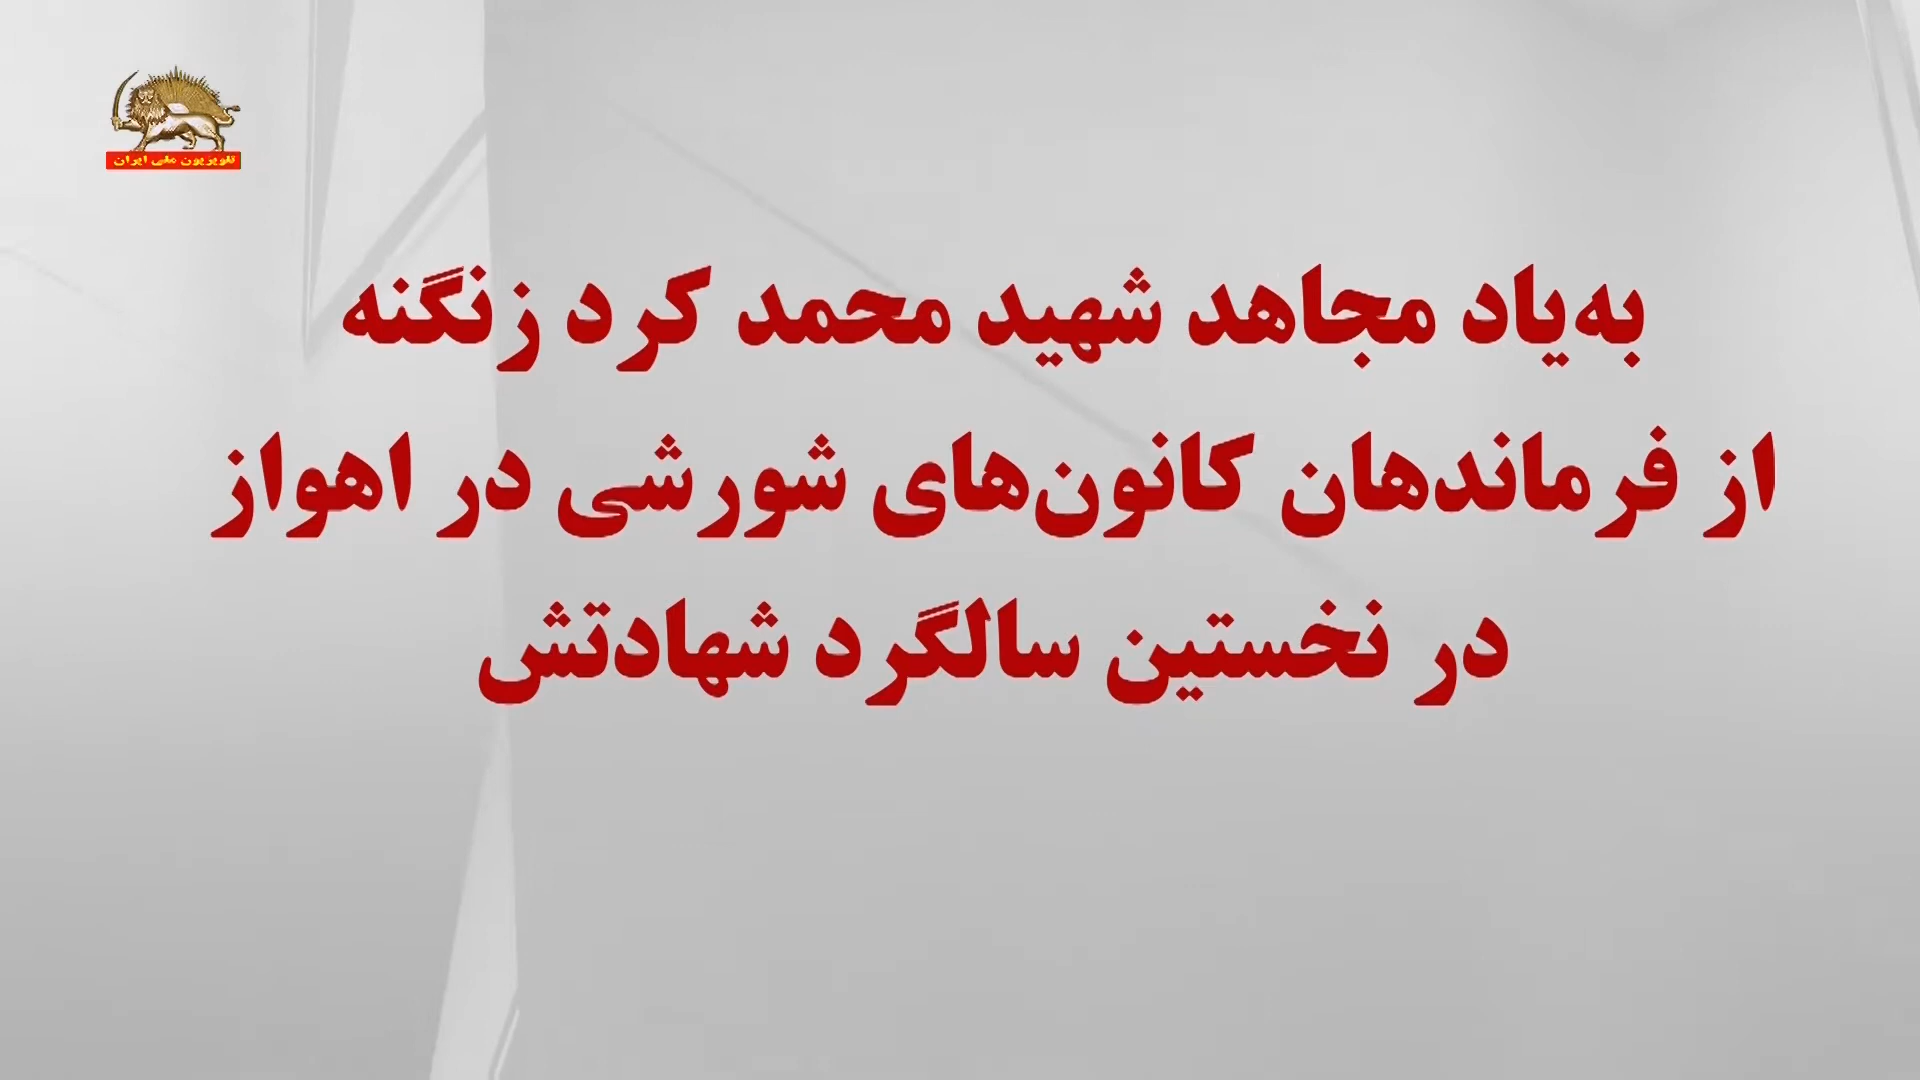 تلویزیون ملی ایران
به‌یاد مجاهد شهید محمد کرد زنگنه
از فرماندهان کانون‌های شورشی در اهواز
در نخستین سالگرد شهادتش